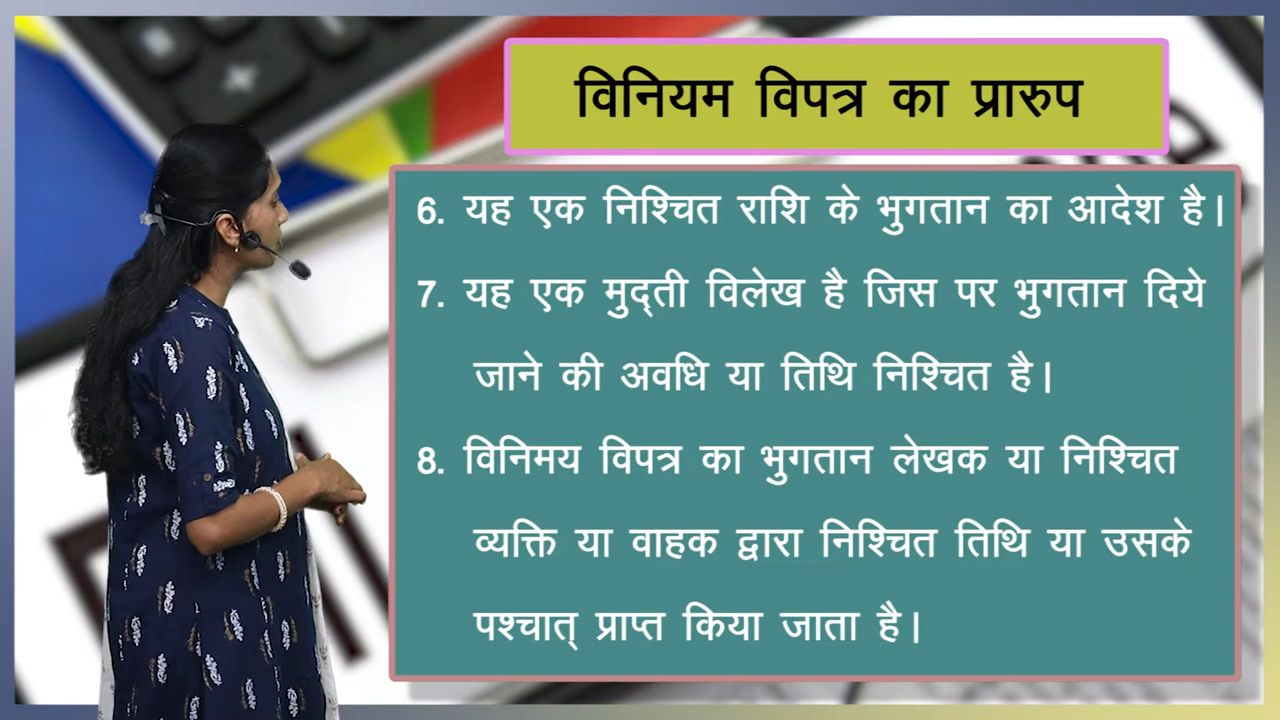 विनियम विपत्र का प्रारुप
6. यह एक निश्चित राशि के भुगतान का आदेश है।
7. यह एक मुद्ती विलेख है जिस पर भुगतान दिये
जाने की अवधि या तिथि निश्चित है।
8. विनिमय विपत्र का भुगतान लेखक या निश्चित
व्यक्ति या वाहक द्वारा निश्चित तिथि या उसके
पश्चात् प्राप्त किया जाता है।